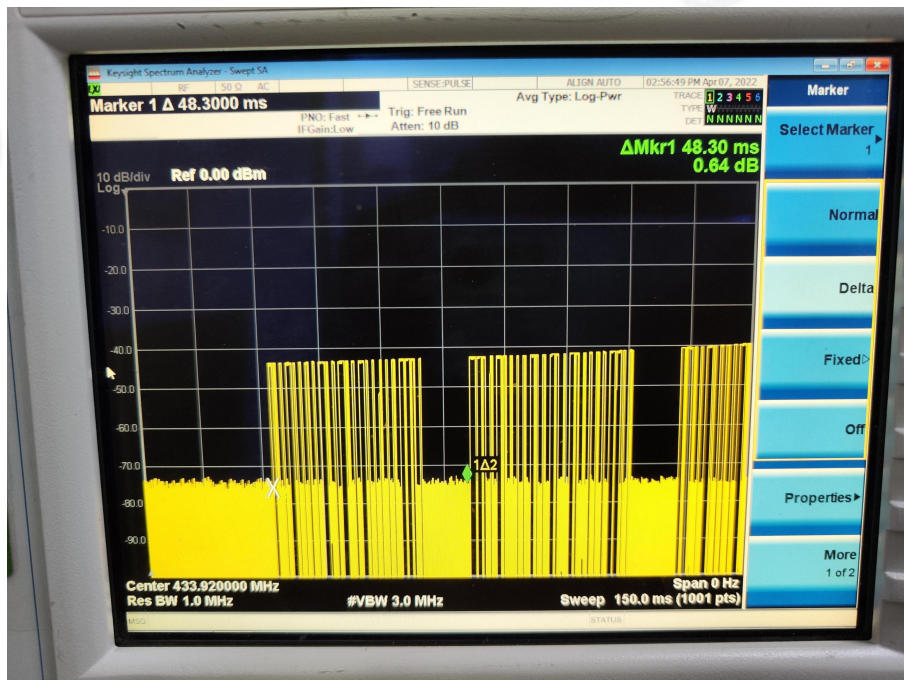 Keysight Spectrum Analyzer - Swept SA
LXI RF 50 Ω AC SENSE:PULSE ALIGN AUTO 02:56:49 PM Apr 07, 2022
Marker 1 Δ 48.3000 ms
PNO: Fast
IFGain:Low
Trig: Free Run
Atten: 10 dB
Avg Type: Log-Pwr
TRACE 1 2 3 4 5 6
TYPE W
DET N N N N N N
ΔMkr1 48.30 ms
0.64 dB
10 dB/div Ref 0.00 dBm
Log
-10.0
-20.0
-30.0
-40.0
-50.0
-60.0
-70.0
-80.0
-90.0
1Δ2
Center 433.920000 MHz Span 0 Hz
Res BW 1.0 MHz #VBW 3.0 MHz Sweep 150.0 ms (1001 pts)
MSG STATUS
Marker
Select Marker
1
Normal
Delta
Fixed
Off
Properties
More
1 of 2